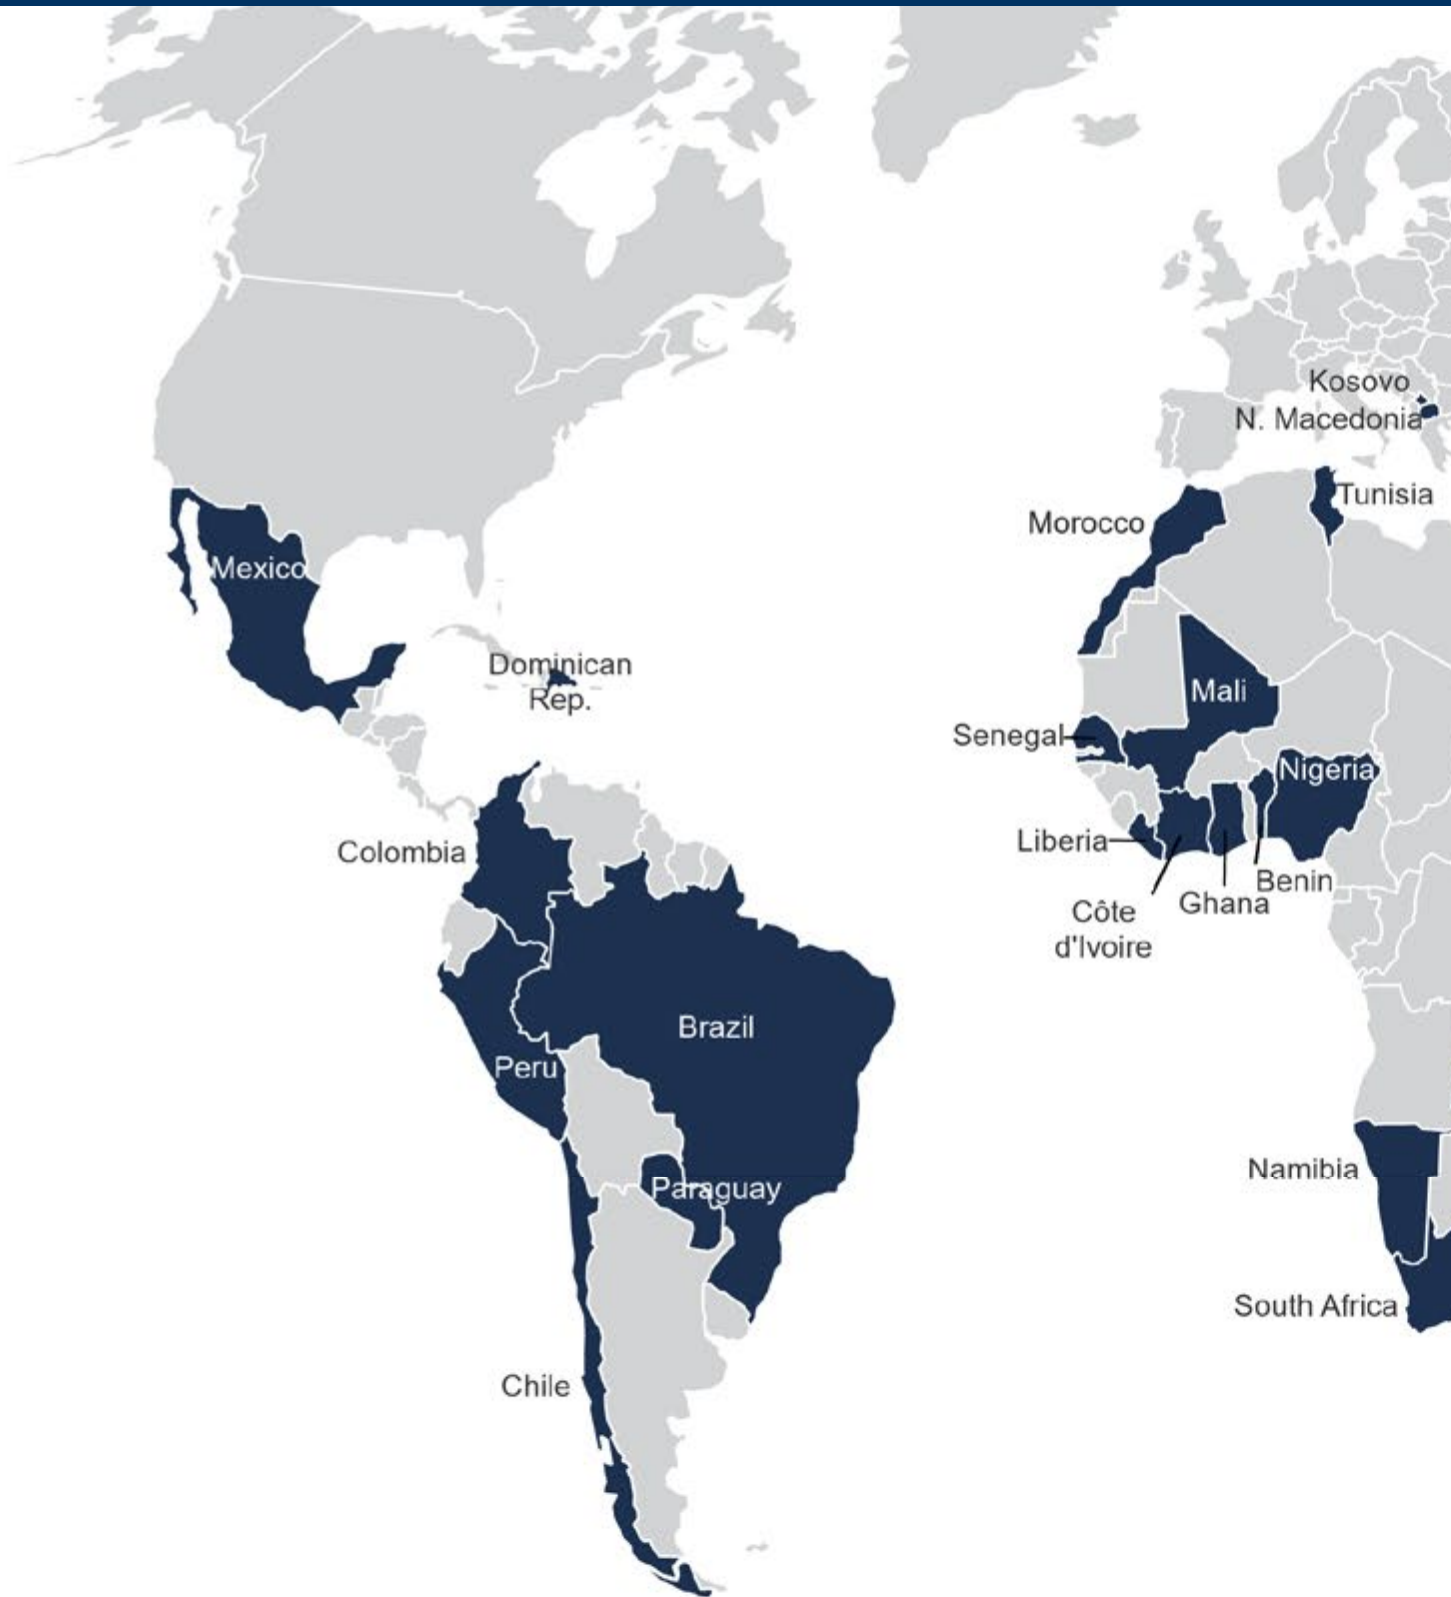 Kosovo
N. Macedonia
Tunisia
Morocco
Mexico
Dominican
Rep.
Mali
Senegal
Nigeria
Liberia
Colombia
Benin
Ghana
Côte
d'Ivoire
Brazil
Peru
Namibia
Paraguay
South Africa
Chile